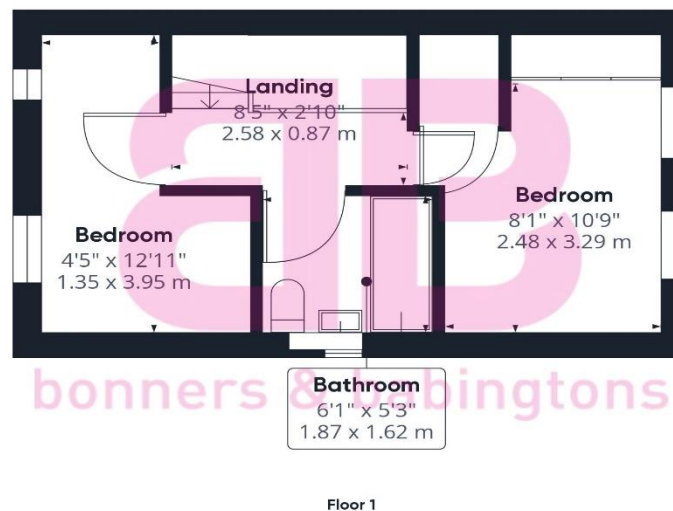 Landing
8'5" x 2'10"
2.58 x 0.87 m
Bedroom
8'1" x 10'9"
2.48 x 3.29 m
Bedroom
4'5" x 12'11"
1.35 x 3.95 m
bonners & babingtons
Bathroom
6'1" x 5'3"
1.87 x 1.62 m
Floor 1